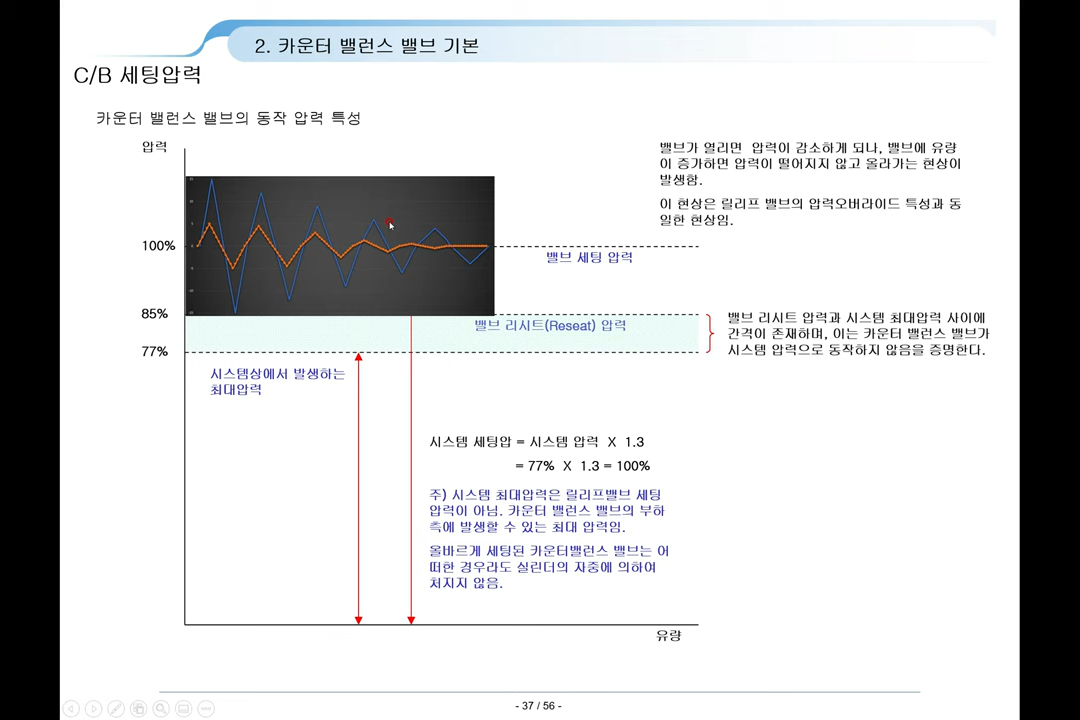 2. 카운터 밸런스 밸브 기본
C/B 세팅압력
카운터 밸런스 밸브의 동작 압력 특성
압력
밸브가 열리면 압력이 감소하게 되나, 밸브에 유량
이 증가하면 압력이 떨어지지 않고 올라가는 현상이
발생함.
이 현상은 릴리프 밸브의 압력오버라이드 특성과 동
일한 현상임.
100%
밸브 세팅 압력
85%
밸브 리시트(Reseat) 압력
밸브 리시트 압력과 시스템 최대압력 사이에
간격이 존재하며, 이는 카운터 밸런스 밸브가
시스템 압력으로 동작하지 않음을 증명한다.
77%
시스템상에서 발생하는
최대압력
시스템 세팅압 = 시스템 압력 X 1.3
= 77% X 1.3 = 100%
주) 시스템 최대압력은 릴리프밸브 세팅
압력이 아님. 카운터 밸런스 밸브의 부하
측에 발생할 수 있는 최대 압력임.
올바르게 세팅된 카운터밸런스 밸브는 어
떠한 경우라도 실린더의 자중에 의하여
처지지 않음.
유량
- 37 / 56 -